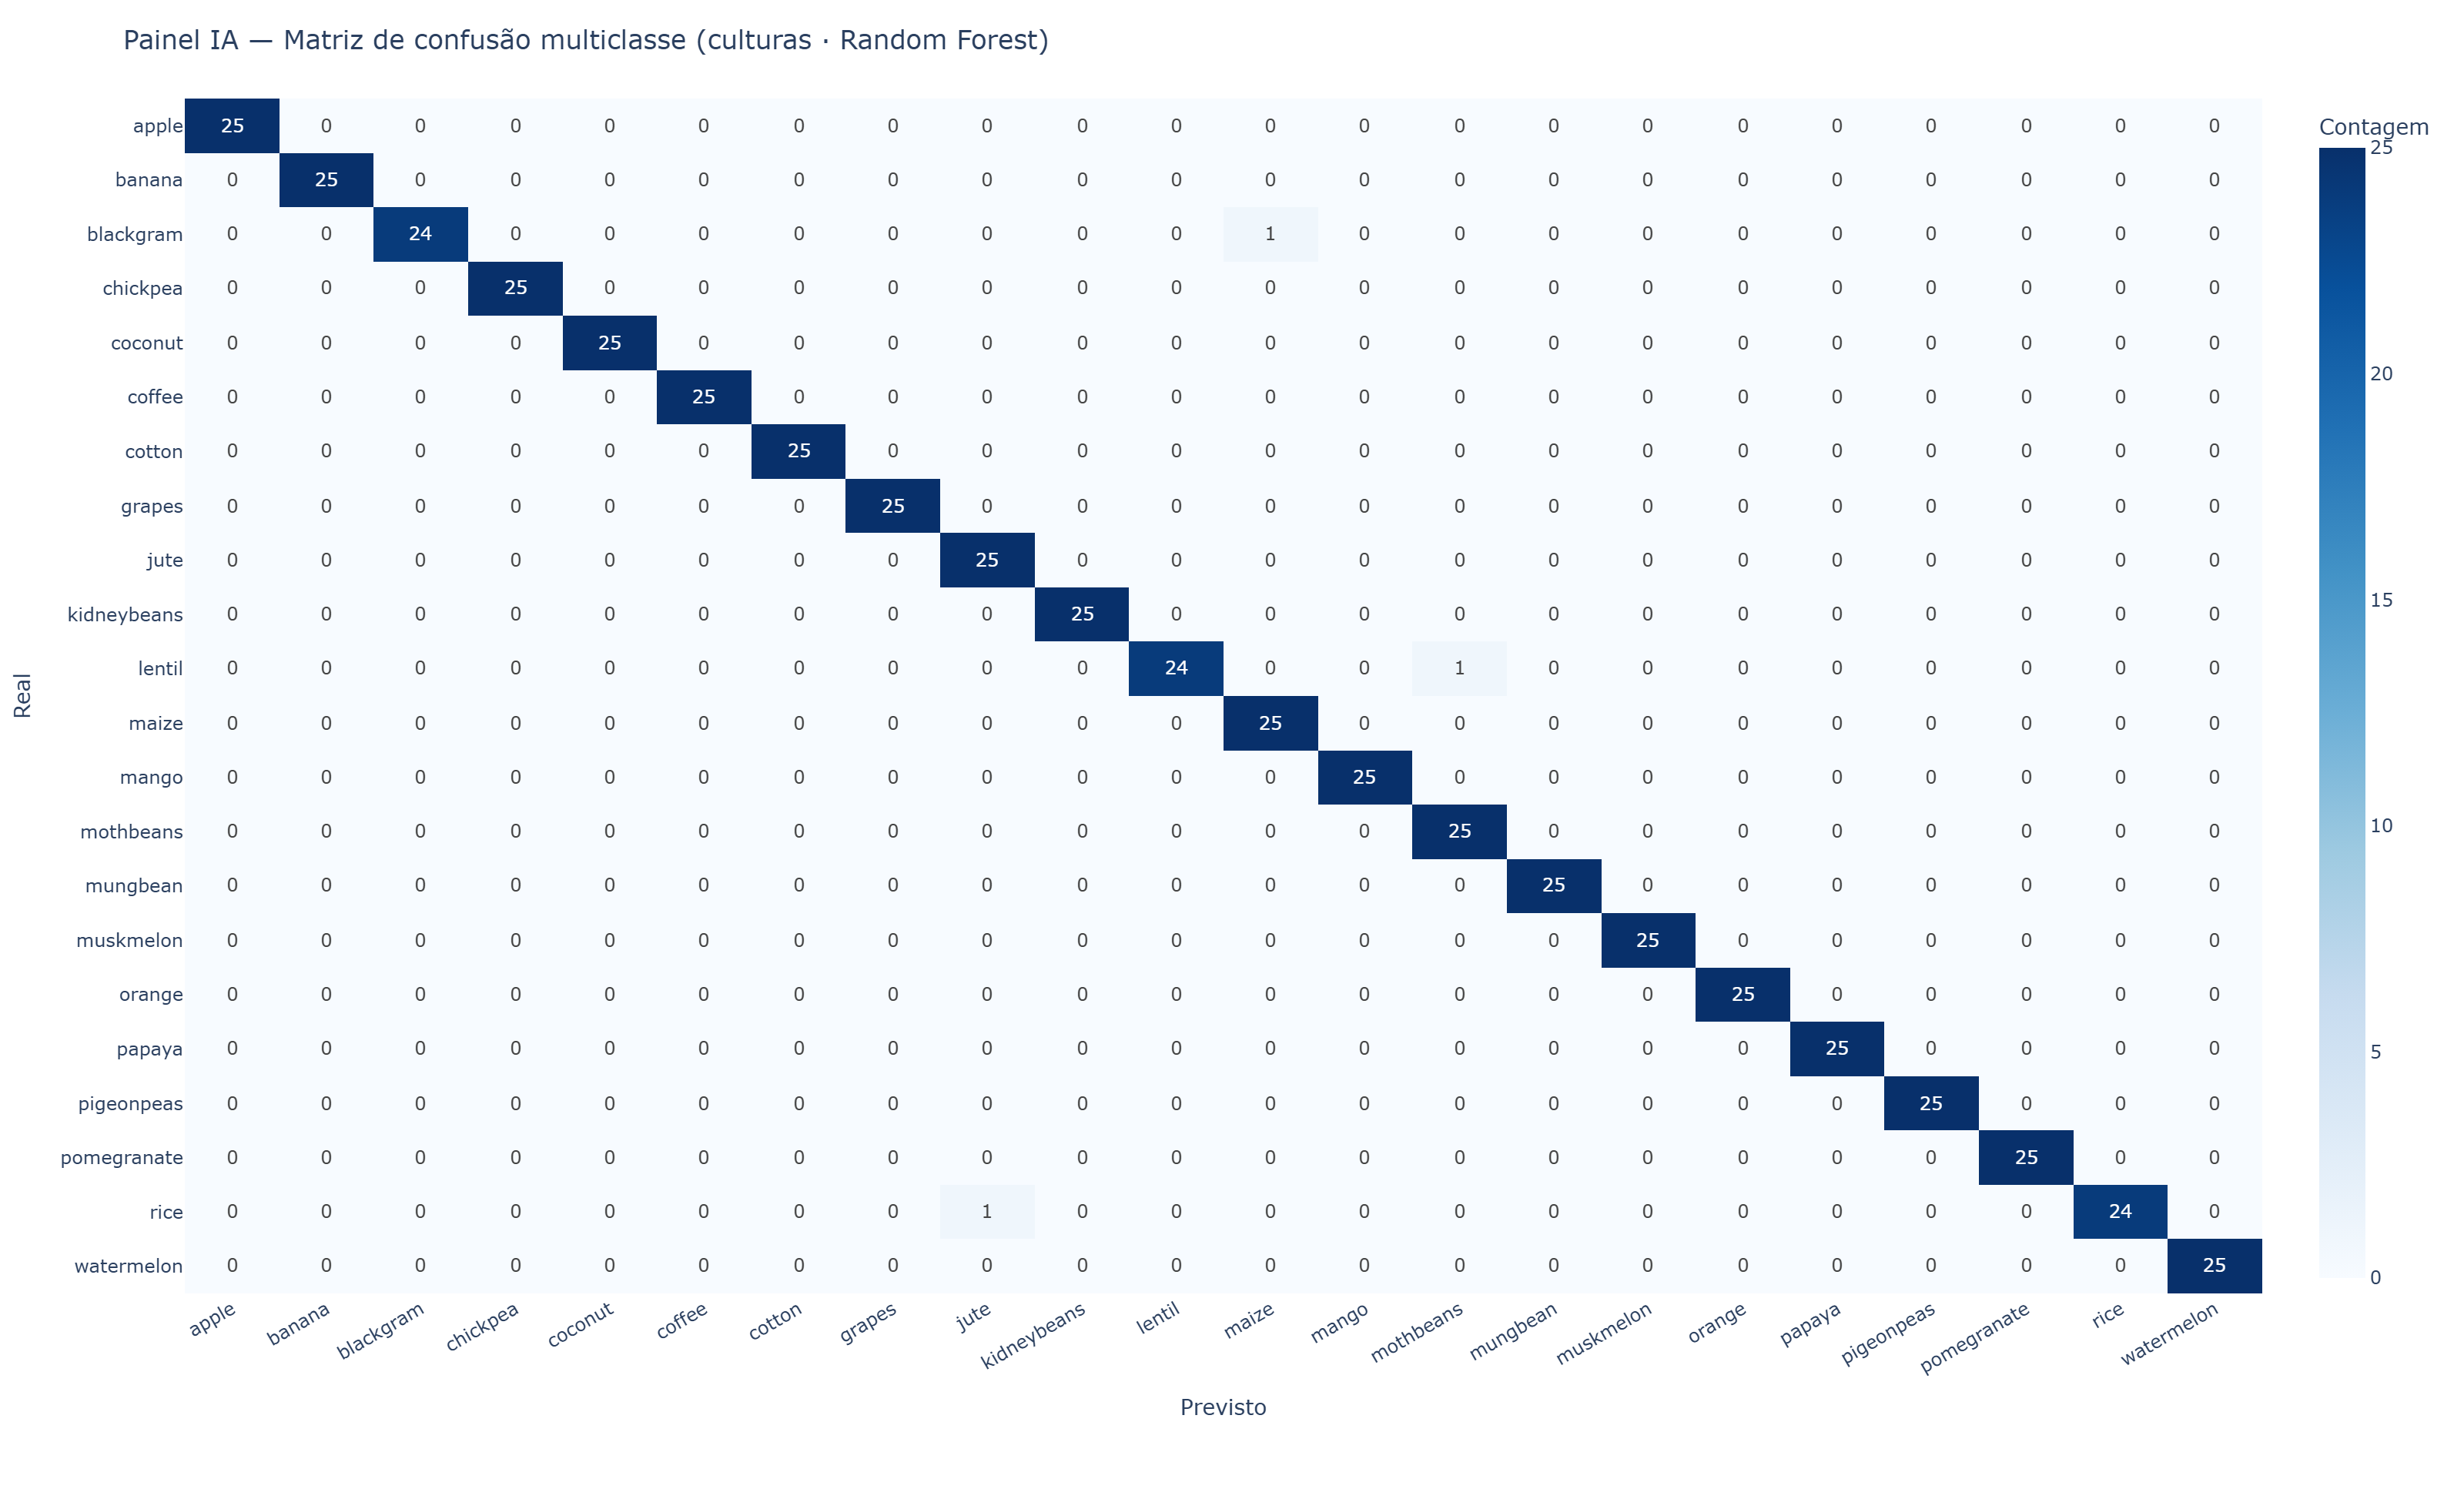 Painel IA — Matriz de confusão multiclasse (culturas · Random Forest)
Contagem
apple 25 0 0 0 0 0 0 0 0 0 0 0 0 0 0 0 0 0 0 0 0 0
banana 0 25 0 0 0 0 0 0 0 0 0 0 0 0 0 0 0 0 0 0 0 0
blackgram 0 0 24 0 0 0 0 0 0 0 0 1 0 0 0 0 0 0 0 0 0 0
chickpea 0 0 0 25 0 0 0 0 0 0 0 0 0 0 0 0 0 0 0 0 0 0
coconut 0 0 0 0 25 0 0 0 0 0 0 0 0 0 0 0 0 0 0 0 0 0
coffee 0 0 0 0 0 25 0 0 0 0 0 0 0 0 0 0 0 0 0 0 0 0
cotton 0 0 0 0 0 0 25 0 0 0 0 0 0 0 0 0 0 0 0 0 0 0
grapes 0 0 0 0 0 0 0 25 0 0 0 0 0 0 0 0 0 0 0 0 0 0
jute 0 0 0 0 0 0 0 0 25 0 0 0 0 0 0 0 0 0 0 0 0 0
kidneybeans 0 0 0 0 0 0 0 0 0 25 0 0 0 0 0 0 0 0 0 0 0 0
lentil 0 0 0 0 0 0 0 0 0 0 24 0 0 1 0 0 0 0 0 0 0 0
maize 0 0 0 0 0 0 0 0 0 0 0 25 0 0 0 0 0 0 0 0 0 0
mango 0 0 0 0 0 0 0 0 0 0 0 0 25 0 0 0 0 0 0 0 0 0
mothbeans 0 0 0 0 0 0 0 0 0 0 0 0 0 25 0 0 0 0 0 0 0 0
mungbean 0 0 0 0 0 0 0 0 0 0 0 0 0 0 25 0 0 0 0 0 0 0
muskmelon 0 0 0 0 0 0 0 0 0 0 0 0 0 0 0 25 0 0 0 0 0 0
orange 0 0 0 0 0 0 0 0 0 0 0 0 0 0 0 0 25 0 0 0 0 0
papaya 0 0 0 0 0 0 0 0 0 0 0 0 0 0 0 0 0 25 0 0 0 0
pigeonpeas 0 0 0 0 0 0 0 0 0 0 0 0 0 0 0 0 0 0 25 0 0 0
pomegranate 0 0 0 0 0 0 0 0 0 0 0 0 0 0 0 0 0 0 0 25 0 0
rice 0 0 0 0 0 0 0 0 1 0 0 0 0 0 0 0 0 0 0 0 24 0
watermelon 0 0 0 0 0 0 0 0 0 0 0 0 0 0 0 0 0 0 0 0 0 25
apple banana blackgram chickpea coconut coffee cotton grapes jute kidneybeans lentil maize mango mothbeans mungbean muskmelon orange papaya pigeonpeas pomegranate rice watermelon
Previsto
Real
25
20
15
10
5
0